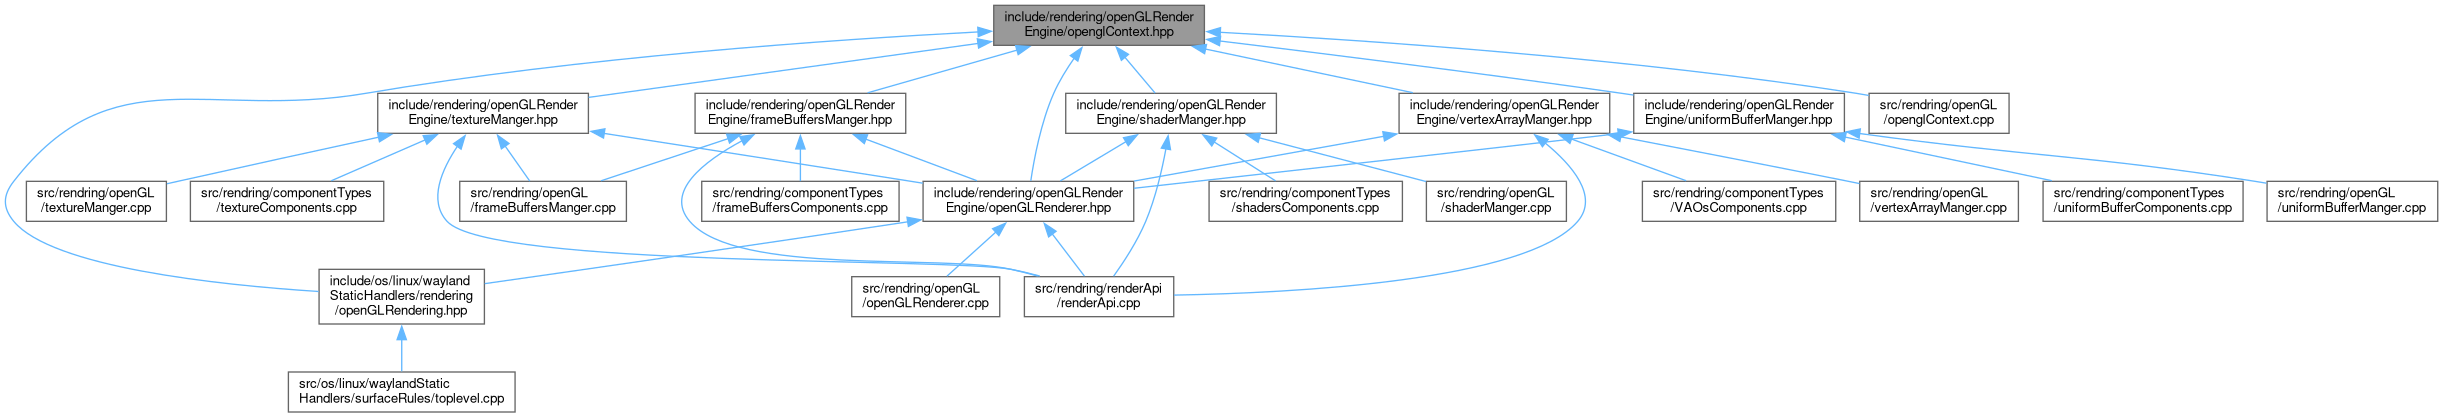 include/rendering/openGLRender
Engine/openglContext.hpp
include/rendering/openGLRender
Engine/textureManger.hpp
include/rendering/openGLRender
Engine/frameBuffersManger.hpp
include/rendering/openGLRender
Engine/shaderManger.hpp
include/rendering/openGLRender
Engine/vertexArrayManger.hpp
include/rendering/openGLRender
Engine/uniformBufferManger.hpp
src/rendring/openGL
/openglContext.cpp
src/rendring/openGL
/textureManger.cpp
src/rendring/componentTypes
/textureComponents.cpp
src/rendring/openGL
/frameBuffersManger.cpp
src/rendring/componentTypes
/frameBuffersComponents.cpp
include/rendering/openGLRender
Engine/openGLRenderer.hpp
src/rendring/componentTypes
/shadersComponents.cpp
src/rendring/openGL
/shaderManger.cpp
src/rendring/componentTypes
/VAOsComponents.cpp
src/rendring/openGL
/vertexArrayManger.cpp
src/rendring/componentTypes
/uniformBufferComponents.cpp
src/rendring/openGL
/uniformBufferManger.cpp
include/os/linux/wayland
StaticHandlers/rendering
/openGLRendering.hpp
src/rendring/openGL
/openGLRenderer.cpp
src/rendring/renderApi
/renderApi.cpp
src/os/linux/waylandStatic
Handlers/surfaceRules/toplevel.cpp